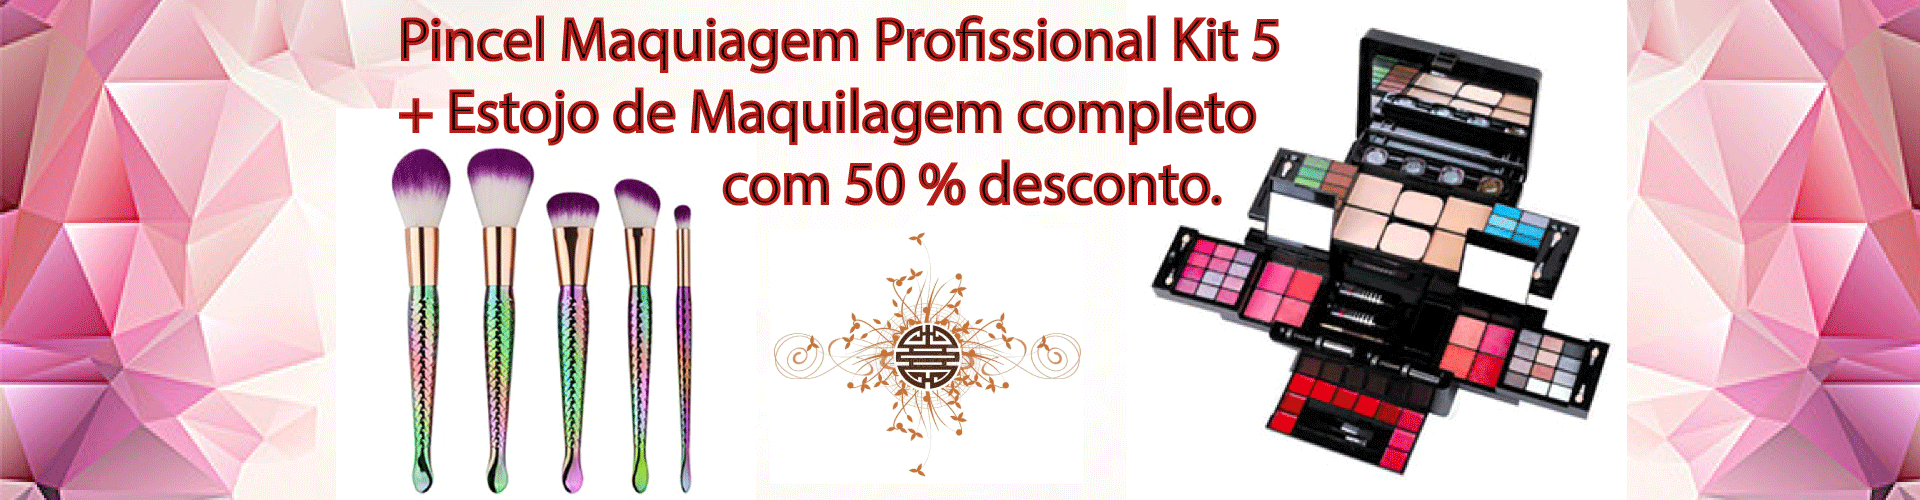 Pincel Maquiagem Profissional Kit 5
+ Estojo de Maquilagem completo
com 50 % desconto.